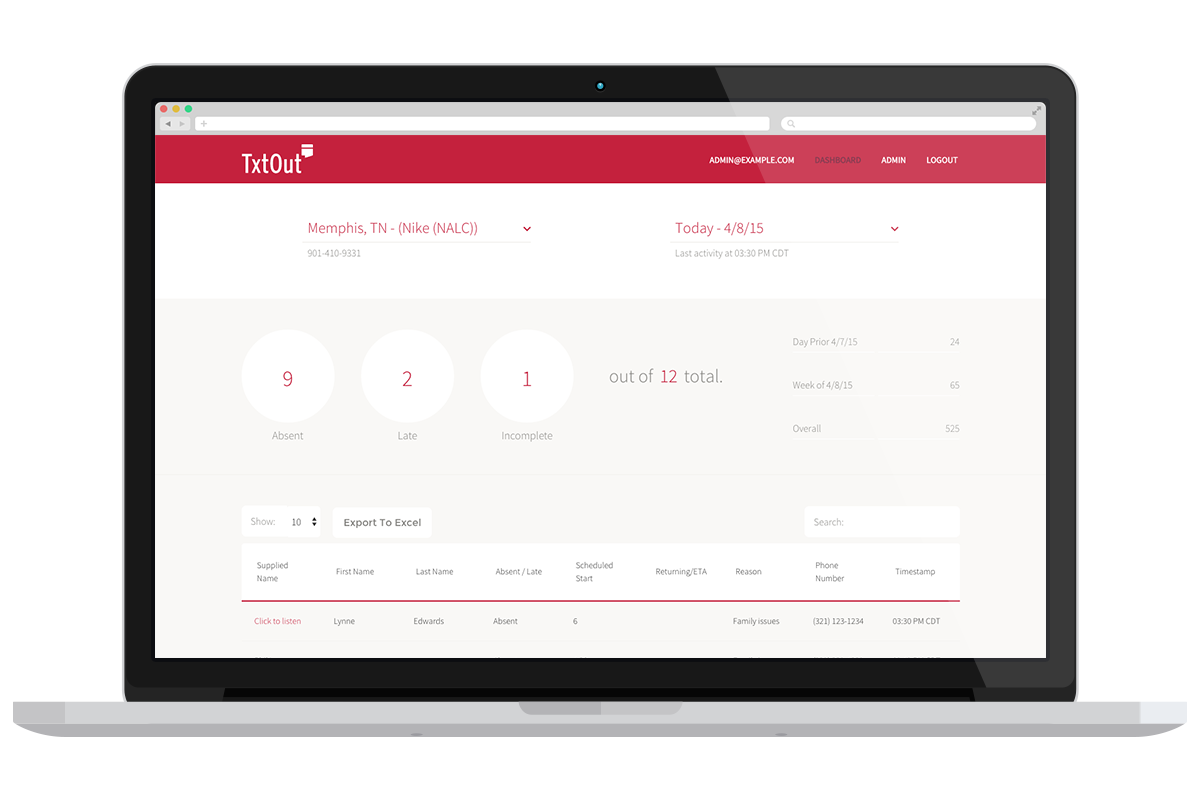 TxtOut
ADMIN@EXAMPLE.COM DASHBOARD ADMIN LOGOUT
Memphis, TN - (Nike (NALC)) Today - 4/8/15
901-410-9331 Last activity at 03:30 PM CDT
Day Prior 4/7/15 24
9 2 1 out of 12 total.
Week of 4/8/15 65
Overall 525
Absent Late Incomplete
Show: 10 Export To Excel Search:
Supplied Name First Name Last Name Absent / Late Scheduled Start Returning/ETA Reason Phone Number Timestamp
Click to listen Lynne Edwards Absent 6 Family issues (321) 123-1234 03:30 PM CDT